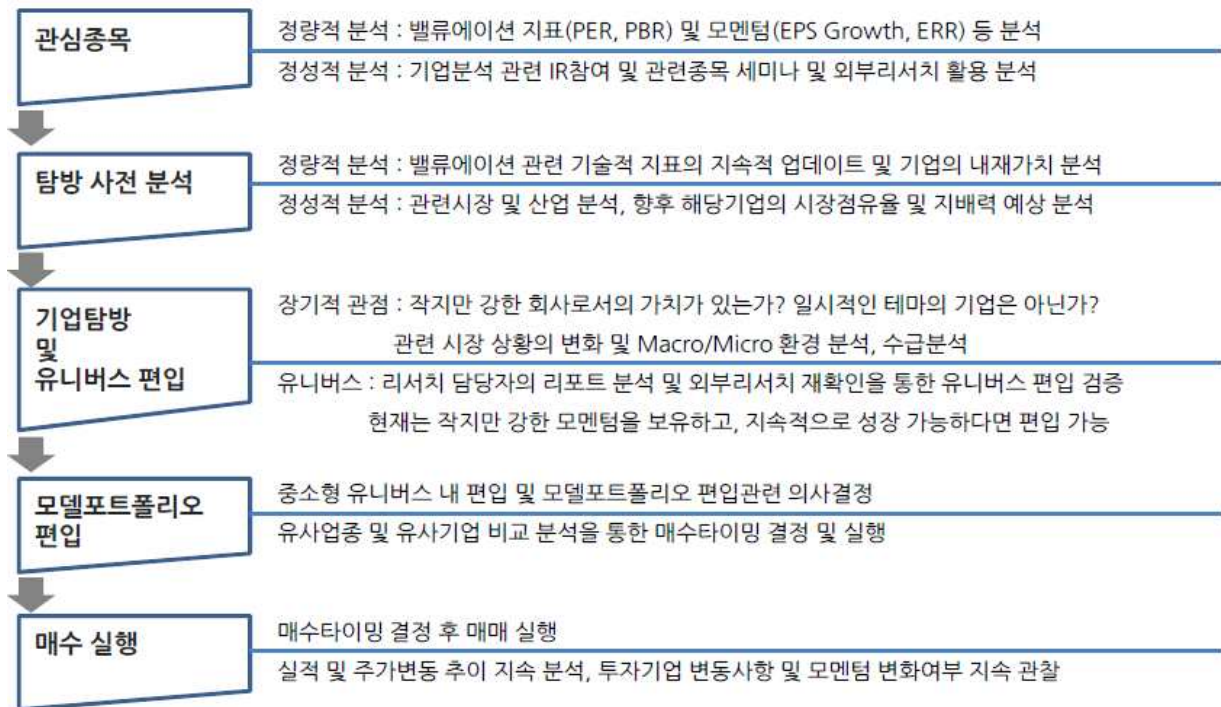 관심종목
정량적 분석 : 밸류에이션 지표(PER, PBR) 및 모멘텀(EPS Growth, ERR) 등 분석
정성적 분석 : 기업분석 관련 IR참여 및 관련종목 세미나 및 외부리서치 활용 분석
탐방 사전 분석
정량적 분석 : 밸류에이션 관련 기술적 지표의 지속적 업데이트 및 기업의 내재가치 분석
정성적 분석 : 관련시장 및 산업 분석, 향후 해당기업의 시장점유율 및 지배력 예상 분석
기업탐방
및
유니버스 편입
장기적 관점 : 작지만 강한 회사로서의 가치가 있는가? 일시적인 테마의 기업은 아닌가?
관련 시장 상황의 변화 및 Macro/Micro 환경 분석, 수급분석
유니버스 : 리서치 담당자의 리포트 분석 및 외부리서치 재확인을 통한 유니버스 편입 검증
현재는 작지만 강한 모멘텀을 보유하고, 지속적으로 성장 가능하다면 편입 가능
모델포트폴리오
편입
중소형 유니버스 내 편입 및 모델포트폴리오 편입관련 의사결정
유사업종 및 유사기업 비교 분석을 통한 매수타이밍 결정 및 실행
매수 실행
매수타이밍 결정 후 매매 실행
실적 및 주가변동 추이 지속 분석, 투자기업 변동사항 및 모멘텀 변화여부 지속 관찰